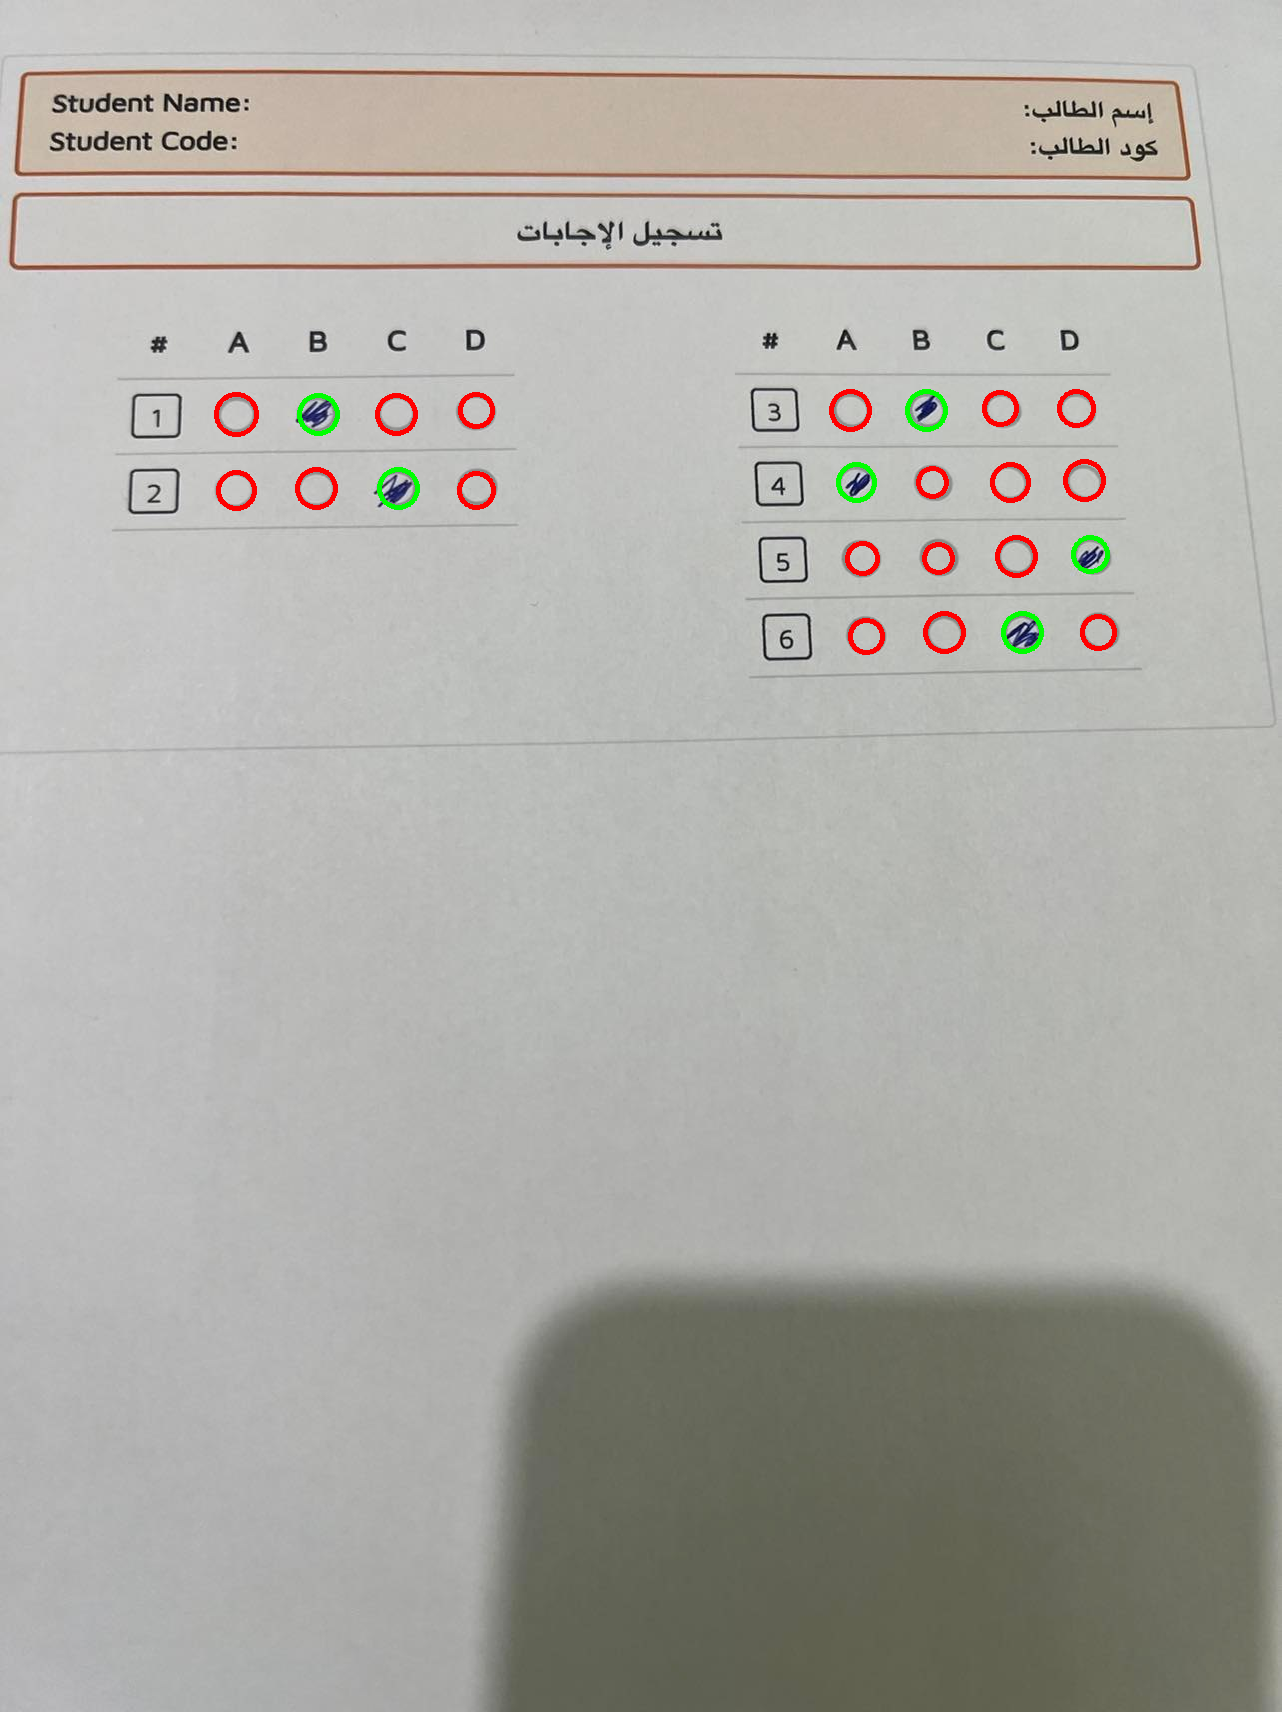 Student Name:
إسم الطالب:
Student Code:
كود الطالب:
تسجيل الإجابات
# A B C D
1
2
# A B C D
3
4
5
6